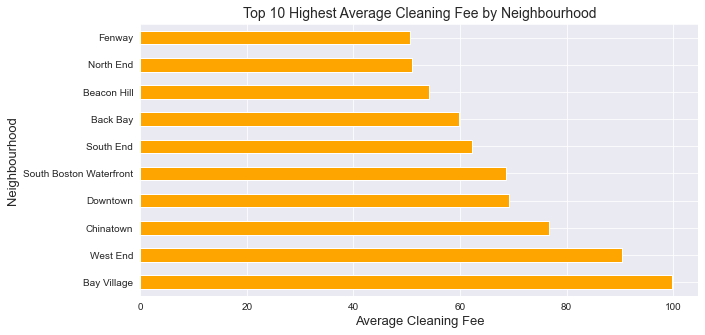 Top 10 Highest Average Cleaning Fee by Neighbourhood
Neighbourhood
Fenway
North End
Beacon Hill
Back Bay
South End
South Boston Waterfront
Downtown
Chinatown
West End
Bay Village
0 20 40 60 80 100
Average Cleaning Fee